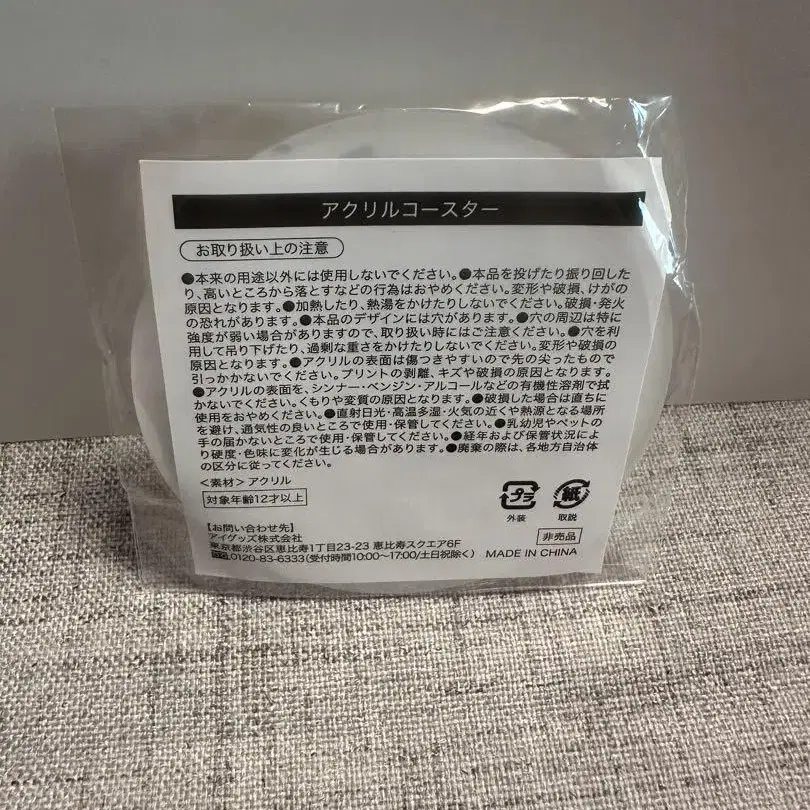 アクリルコースター
お取り扱い上の注意
●本来の用途以外には使用しないでください。●本品を投げたり振り回した
り、高いところから落とすなどの行為はおやめください。変形や破損、けがの
原因となります。●加熱したり、熱湯をかけたりしないでください。破損・発火
の恐れがあります。●本品のデザインには穴があります。●穴の周辺は特に
強度が弱い場合がありますので、取り扱い時にはご注意ください。●穴を利
用して吊り下げたり、過剰な重さをかけたりしないでください。変形や破損の
原因となります。●アクリルの表面は傷つきやすいので先の尖ったもので
引っかかないでください。プリントの剥離、キズや破損の原因となります。
●アクリルの表面を、シンナー・ベンジン・アルコールなどの有機性溶剤で拭
かないでください。くもりや変質の原因となります。●破損した場合は直ちに
使用をおやめください。●直射日光・高温多湿・火気の近くや熱源となる場所
を避け、通気性の良いところで使用・保管してください。●乳幼児やペットの
手の届かないところで使用・保管してください。●経年および保管状況によ
り硬度・色味に変化が生じる場合があります。●廃棄の際は、各地方自治体
の区分に従ってください。
＜素材＞アクリル
対象年齢12才以上
プラ
外装
紙
取説
【お問い合わせ先】
アイグッズ株式会社
東京都渋谷区恵比寿1丁目23-23 恵比寿スクエア6F
0120-83-6333(受付時間10:00～17:00/土日祝除く)
非売品
MADE IN CHINA